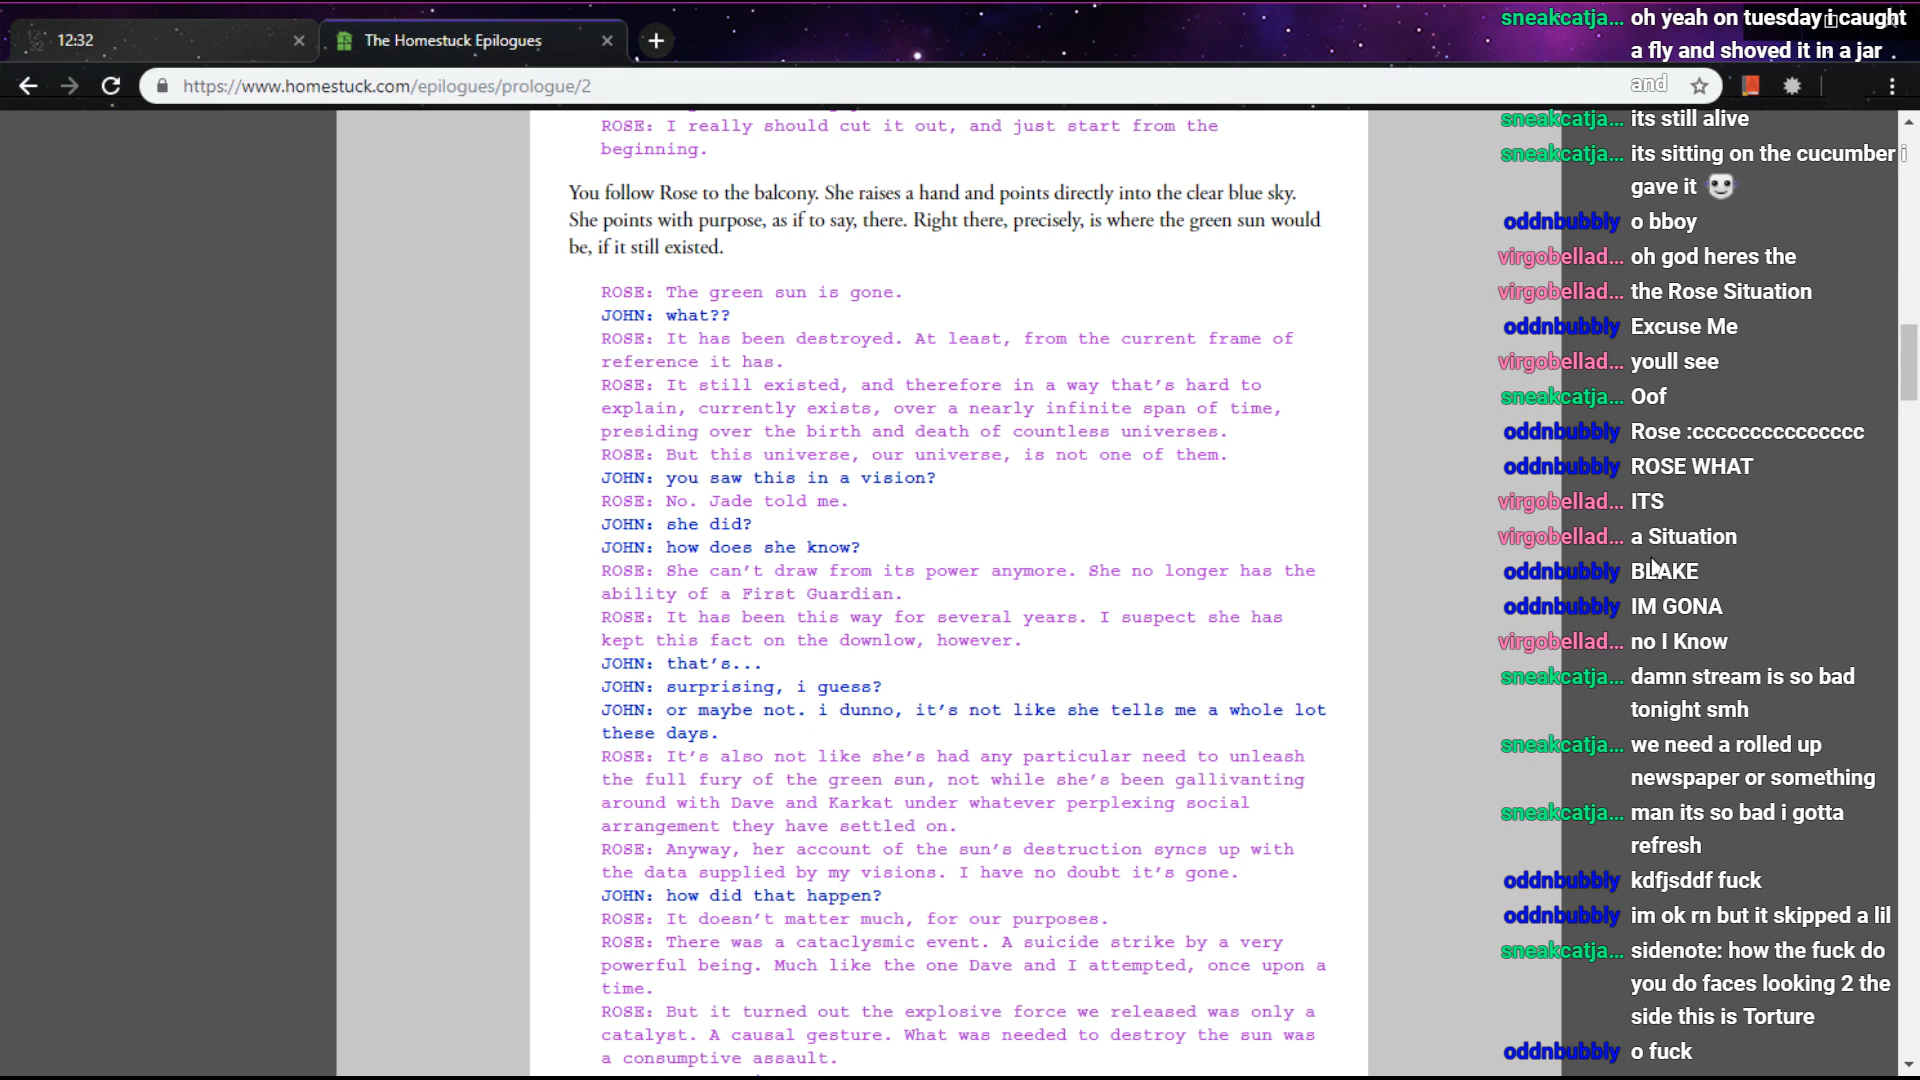 12:32
The Homestuck Epilogues
https://www.homestuck.com/epilogues/prologue/2
ROSE: I really should cut it out, and just start from the
beginning.
You follow Rose to the balcony. She raises a hand and points directly into the clear blue sky.
She points with purpose, as if to say, there. Right there, precisely, is where the green sun would
be, if it still existed.
ROSE: The green sun is gone.
JOHN: what??
ROSE: It has been destroyed. At least, from the current frame of
reference it has.
ROSE: It still existed, and therefore in a way that's hard to
explain, currently exists, over a nearly infinite span of time,
presiding over the birth and death of countless universes.
ROSE: But this universe, our universe, is not one of them.
JOHN: you saw this in a vision?
ROSE: No. Jade told me.
JOHN: she did?
JOHN: how does she know?
ROSE: She can't draw from its power anymore. She no longer has the
ability of a First Guardian.
ROSE: It has been this way for several years. I suspect she has
kept this fact on the downlow, however.
JOHN: that's...
JOHN: surprising, i guess?
JOHN: or maybe not. i dunno, it's not like she tells me a whole lot
these days.
ROSE: It's also not like she's had any particular need to unleash
the full fury of the green sun, not while she's been gallivanting
around with Dave and Karkat under whatever perplexing social
arrangement they have settled on.
ROSE: Anyway, her account of the sun's destruction syncs up with
the data supplied by my visions. I have no doubt it's gone.
JOHN: how did that happen?
ROSE: It doesn't matter much, for our purposes.
ROSE: There was a cataclysmic event. A suicide strike by a very
powerful being. Much like the one Dave and I attempted, once upon a
time.
ROSE: But it turned out the explosive force we released was only a
catalyst. A causal gesture. What was needed to destroy the sun was
a consumptive assault.
sneakcatja... oh yeah on tuesday i caught
a fly and shoved it in a jar
and
sneakcatja... its still alive
sneakcatja... its sitting on the cucumber i
gave it
oddnbubbly o bboy
virgobellad... oh god heres the
virgobellad... the Rose Situation
oddnbubbly Excuse Me
virgobellad... youll see
sneakcatja... Oof
oddnbubbly Rose :ccccccccccccccc
oddnbubbly ROSE WHAT
virgobellad... ITS
virgobellad... a Situation
oddnbubbly BLAKE
oddnbubbly IM GONA
virgobellad... no I Know
sneakcatja... damn stream is so bad
tonight smh
sneakcatja... we need a rolled up
newspaper or something
sneakcatja... man its so bad i gotta
refresh
oddnbubbly kdfjsddf fuck
oddnbubbly im ok rn but it skipped a lil
sneakcatja... sidenote: how the fuck do
you do faces looking 2 the
side this is Torture
oddnbubbly o fuck